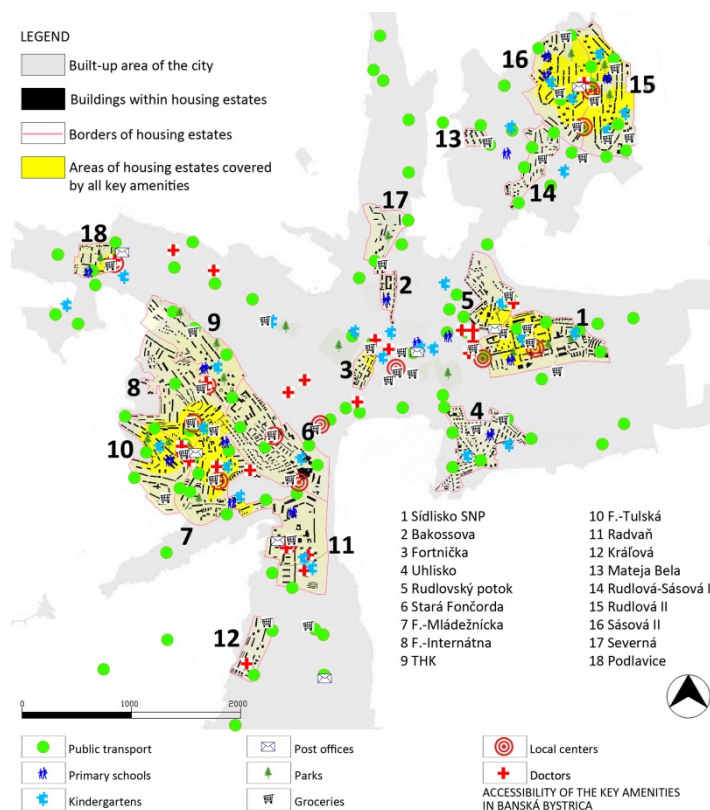 LEGEND
Built-up area of the city
Buildings within housing estates
Borders of housing estates
Areas of housing estates covered
by all key amenities
16
15
13
14
17
18
2
5
1
9
3
8
4
6
10
7
11
12
1 Sídlisko SNP
2 Bakossova
3 Fortnička
4 Uhlisko
5 Rudlovský potok
6 Stará Fončorda
7 F.-Mládežnícka
8 F.-Internátna
9 THK
10 F.-Tulská
11 Radvaň
12 Kráľová
13 Mateja Bela
14 Rudlová-Sásová I
15 Rudlová II
16 Sásová II
17 Severná
18 Podlavice
0 1000 2000
Public transport
Post offices
Local centers
Primary schools
Parks
Doctors
Kindergartens
Groceries
ACCESSIBILITY OF THE KEY AMENITIES
IN BANSKÁ BYSTRICA